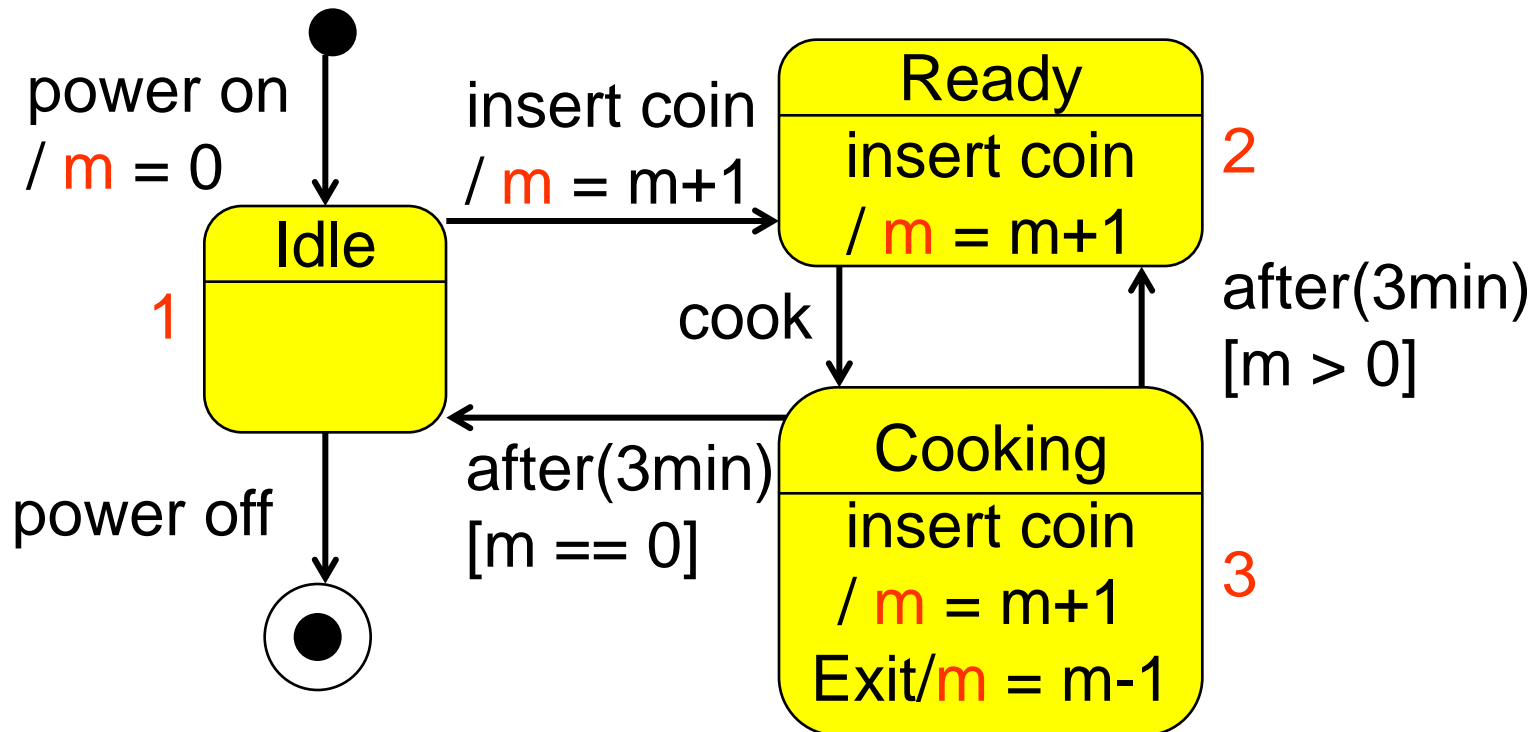 power on
/ m = 0
insert coin
/ m = m+1
Ready
insert coin
/ m = m+1
2
Idle
1
cook
after(3min)
[m > 0]
power off
after(3min)
[m == 0]
Cooking
insert coin
/ m = m+1
Exit/m = m-1
3